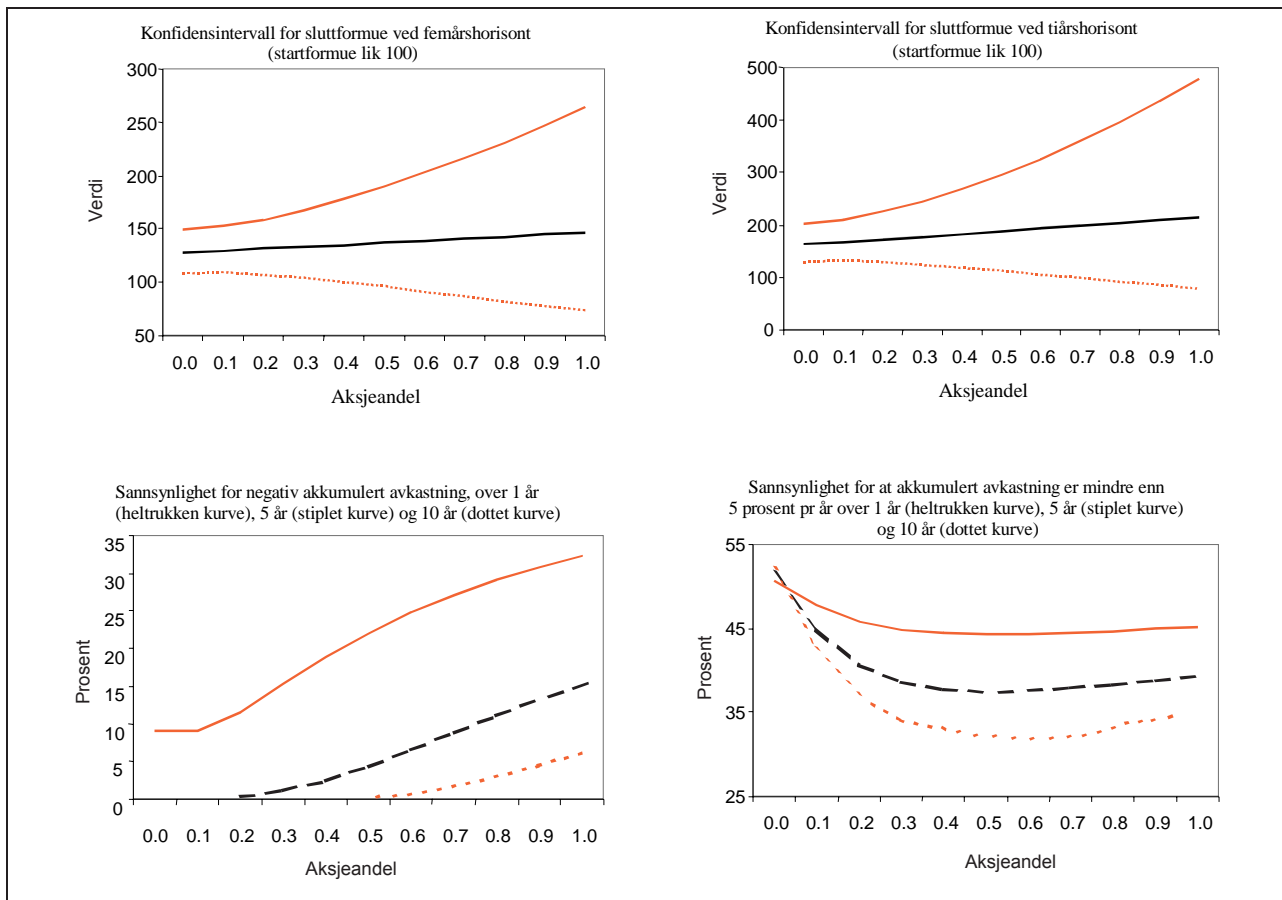 Konfidensintervall for sluttformue ved femårshorisont
(startformue lik 100)
300
250
200
150
100
50
Verdi
0.0 0.1 0.2 0.3 0.4 0.5 0.6 0.7 0.8 0.9 1.0
Aksjeandel
Konfidensintervall for sluttformue ved tiårshorisont
(startformue lik 100)
500
400
300
200
100
0
Verdi
0.0 0.1 0.2 0.3 0.4 0.5 0.6 0.7 0.8 0.9 1.0
Aksjeandel
Sannsynlighet for negativ akkumulert avkastning, over 1 år
(heltrukken kurve), 5 år (stiplet kurve) og 10 år (dottet kurve)
35
30
25
20
15
10
5
0
Prosent
0.0 0.1 0.2 0.3 0.4 0.5 0.6 0.7 0.8 0.9 1.0
Aksjeandel
Sannsynlighet for at akkumulert avkastning er mindre enn
5 prosent pr år over 1 år (heltrukken kurve), 5 år (stiplet kurve)
og 10 år (dottet kurve)
55
45
35
25
Prosent
0.0 0.1 0.2 0.3 0.4 0.5 0.6 0.7 0.8 0.9 1.0
Aksjeandel